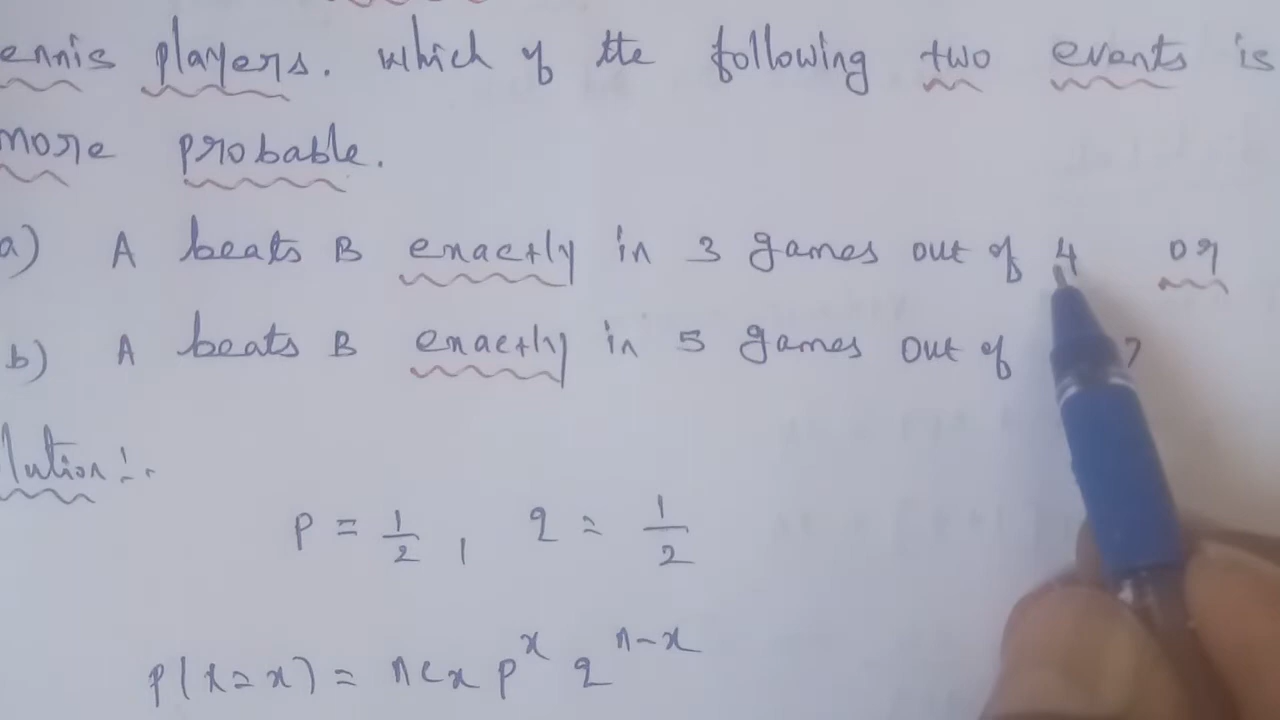 ennis players. which of the following two events is
more probable.
a) A beats B exactly in 3 games out of 4 or
b) A beats B exactly in 5 games out of ?
lution :-
p = 1/2 , q = 1/2
p(x=x) = ncx p^x q^n-x